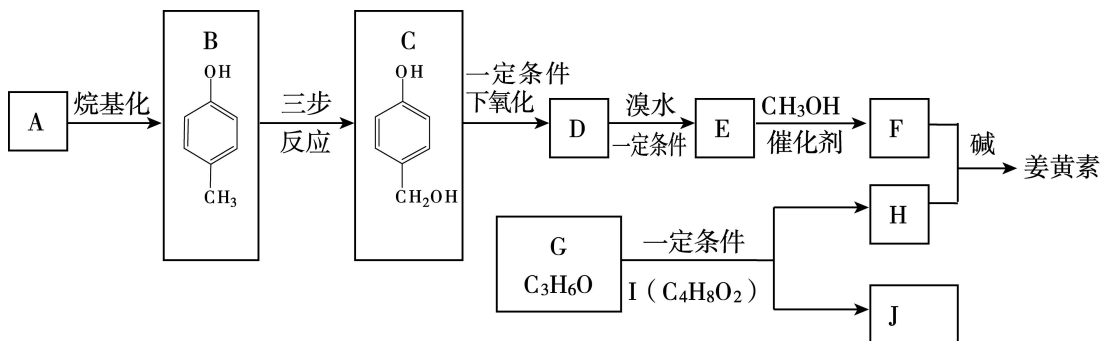 A
烷基化
B
OH
CH3
三步
反应
C
OH
CH2OH
一定条件
下氧化
D
溴水
一定条件
E
CH3OH
催化剂
F
碱
姜黄素
H
G
C3H6O
一定条件
I（C4H8O2）
J